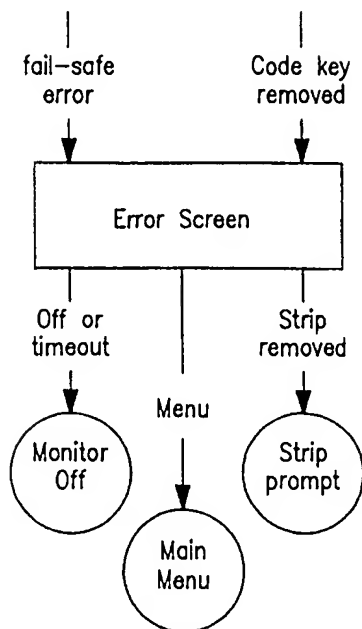 fail-safe
error
Code key
removed
Error Screen
Off or
timeout
Menu
Strip
removed
Monitor
Off
Main
Menu
Strip
prompt